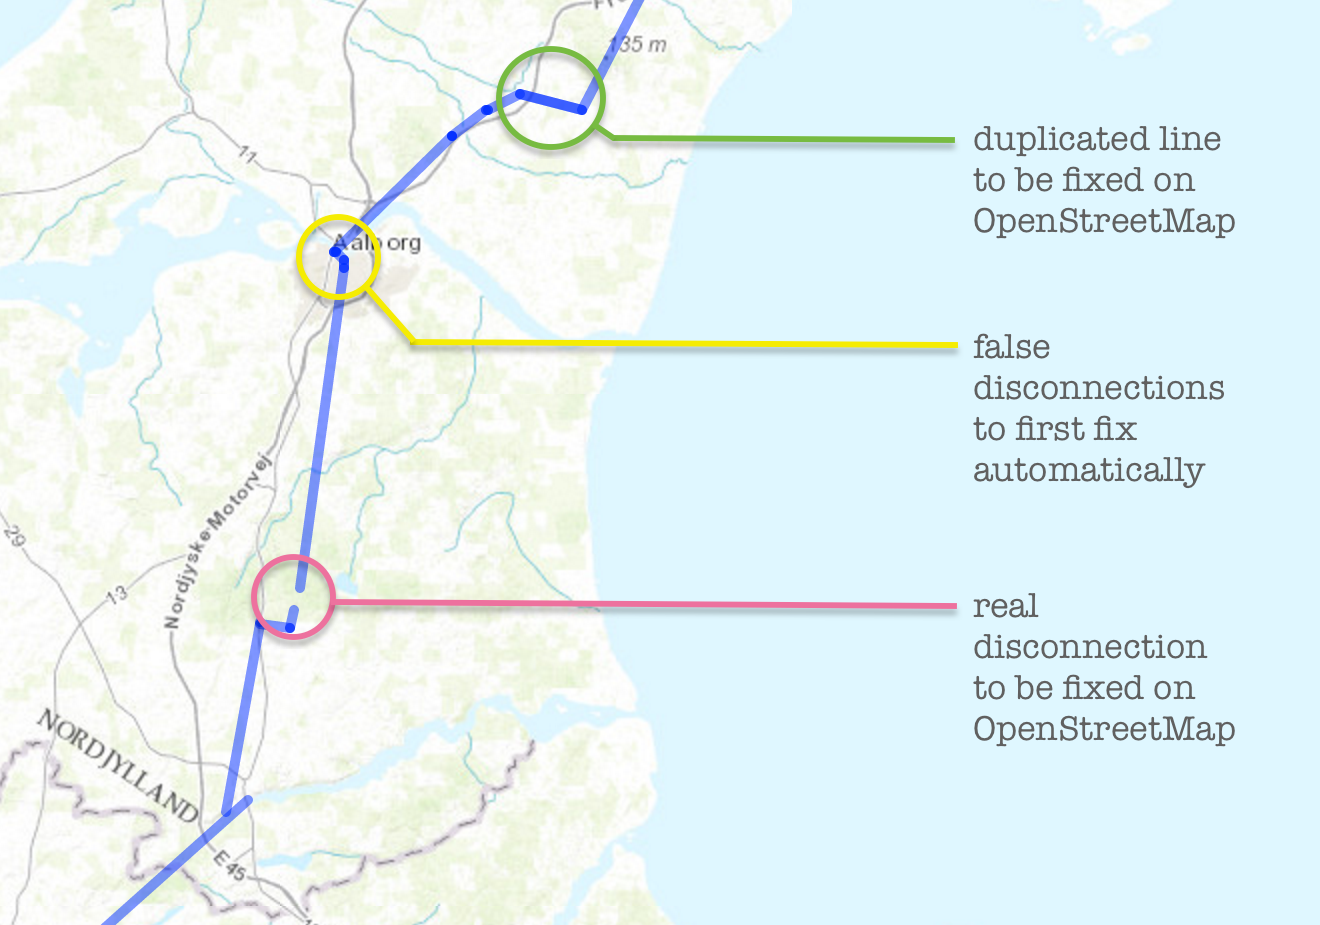 135 m
duplicated line
to be fixed on
OpenStreetMap
11
Aalborg
false
disconnections
to first fix
automatically
Nordjyske Motorvej
29
13
real
disconnection
to be fixed on
OpenStreetMap
NORDJYLLAND
E45